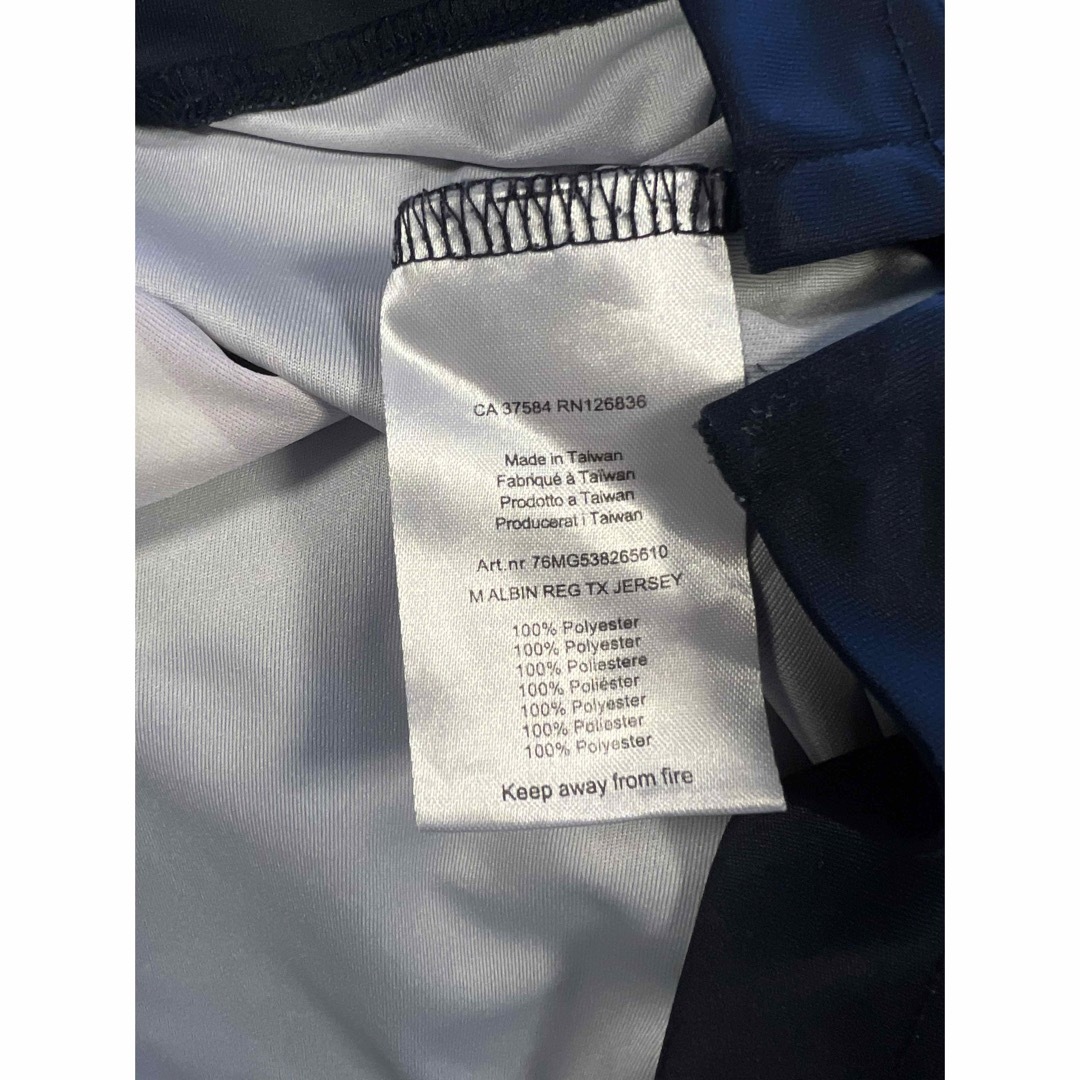 CA 37584 RN126836
Made in Taiwan
Fabriqué à Taïwan
Prodotto a Taiwan
Producerat i Taiwan
Art.nr 76MG538265610
M ALBIN REG TX JERSEY
100% Polyester
100% Polyester
100% Poliestere
100% Poliéster
100% Polyester
100% Poliester
100% Polyester
Keep away from fire